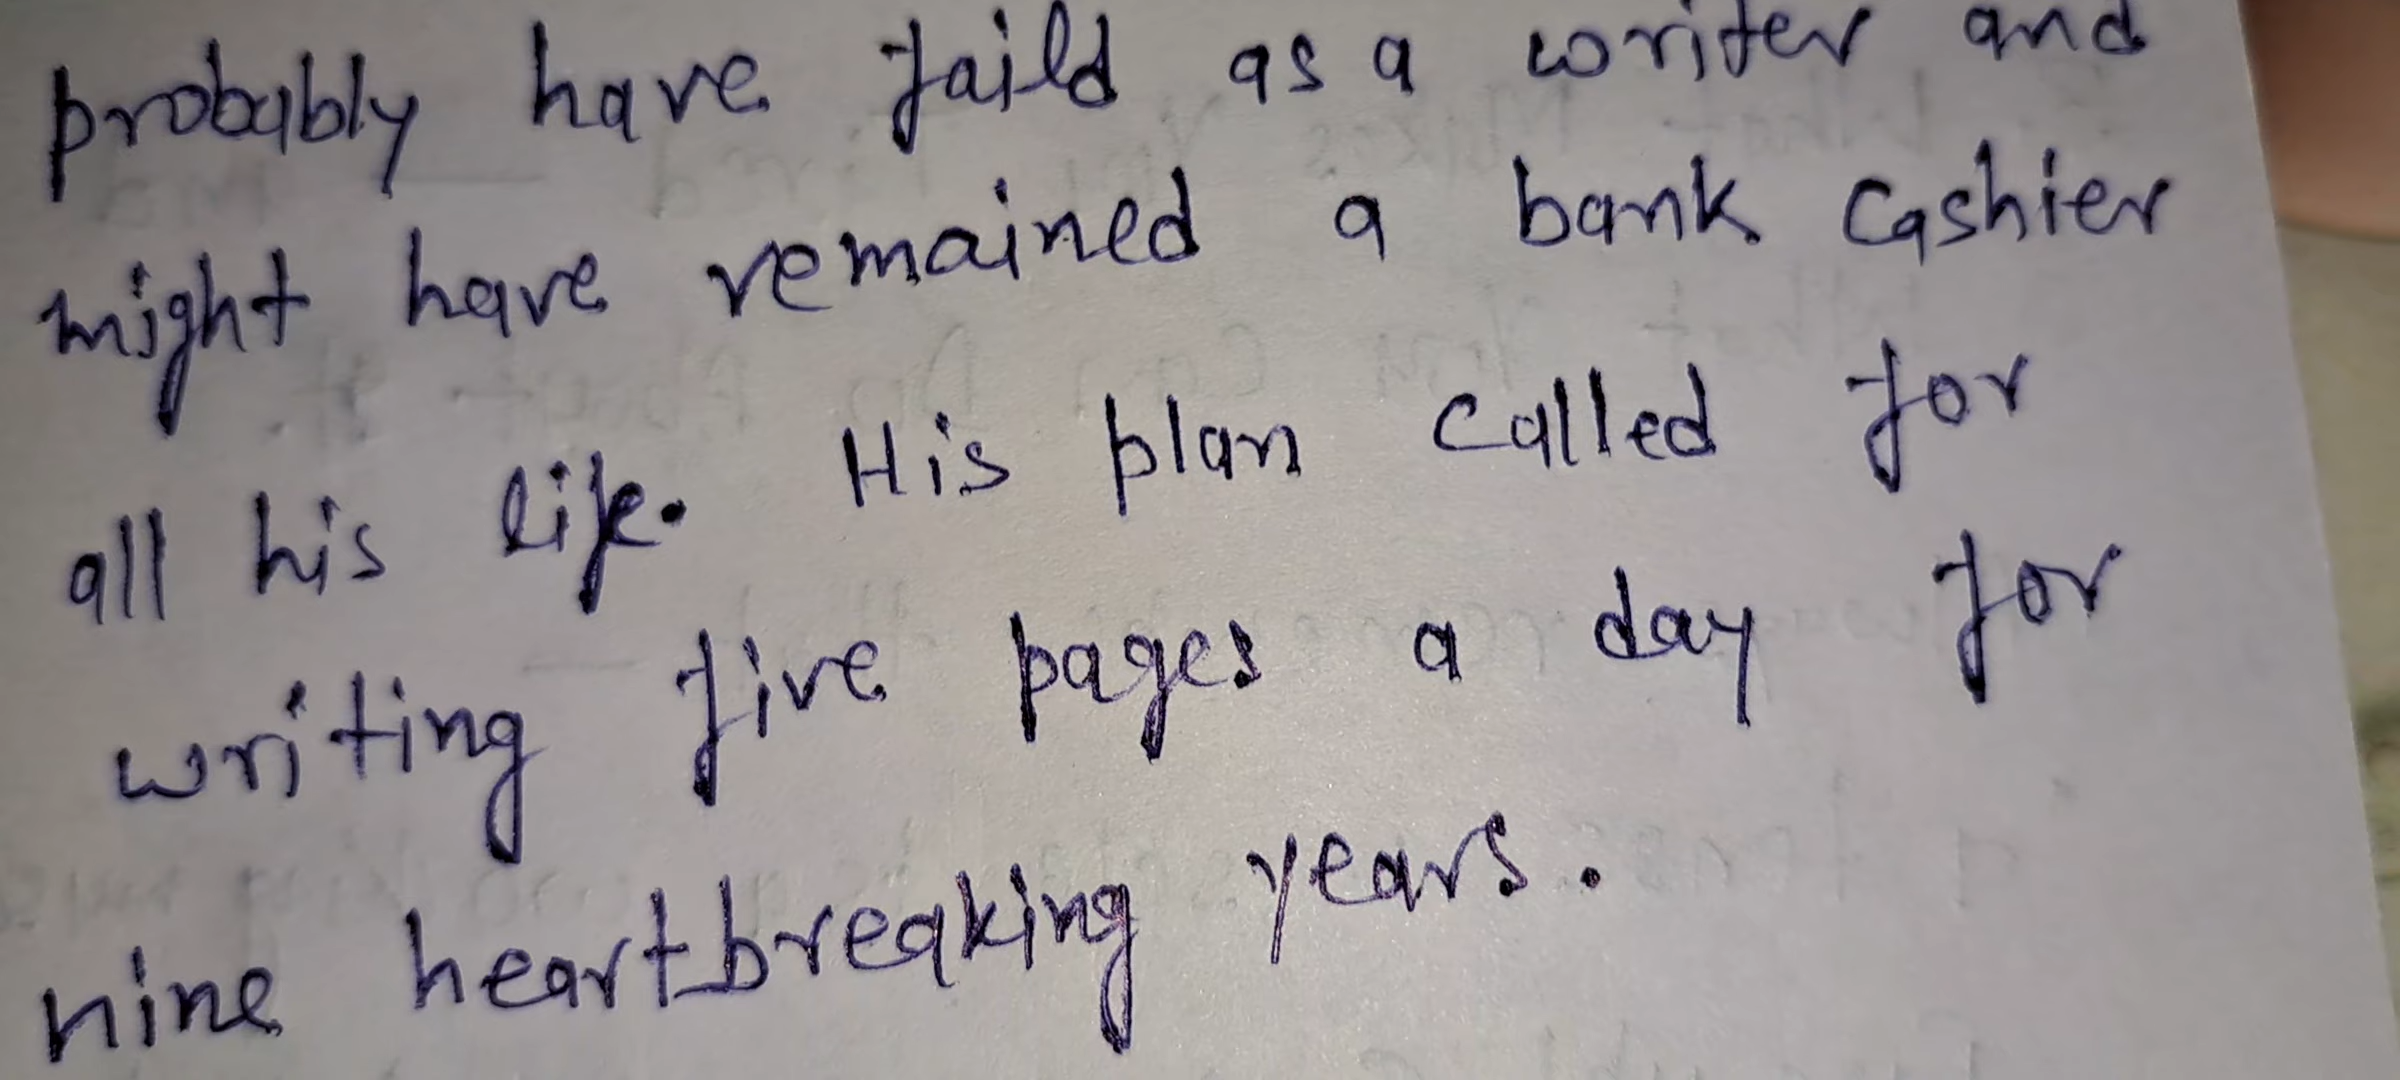 probably have faild as a writer and
might have remained a bank cashier
all his life. His plan called for
writing five pages a day for
nine heartbreaking years.